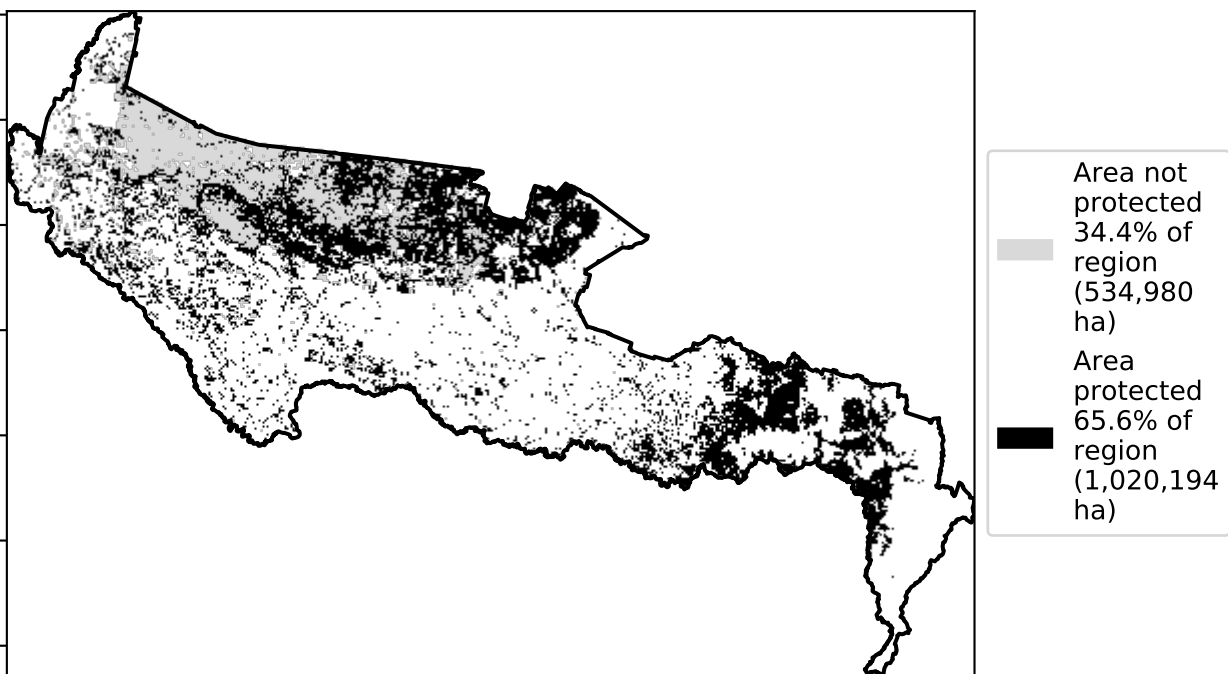 Area not
protected
34.4% of
region
(534,980
ha)
Area
protected
65.6% of
region
(1,020,194
ha)